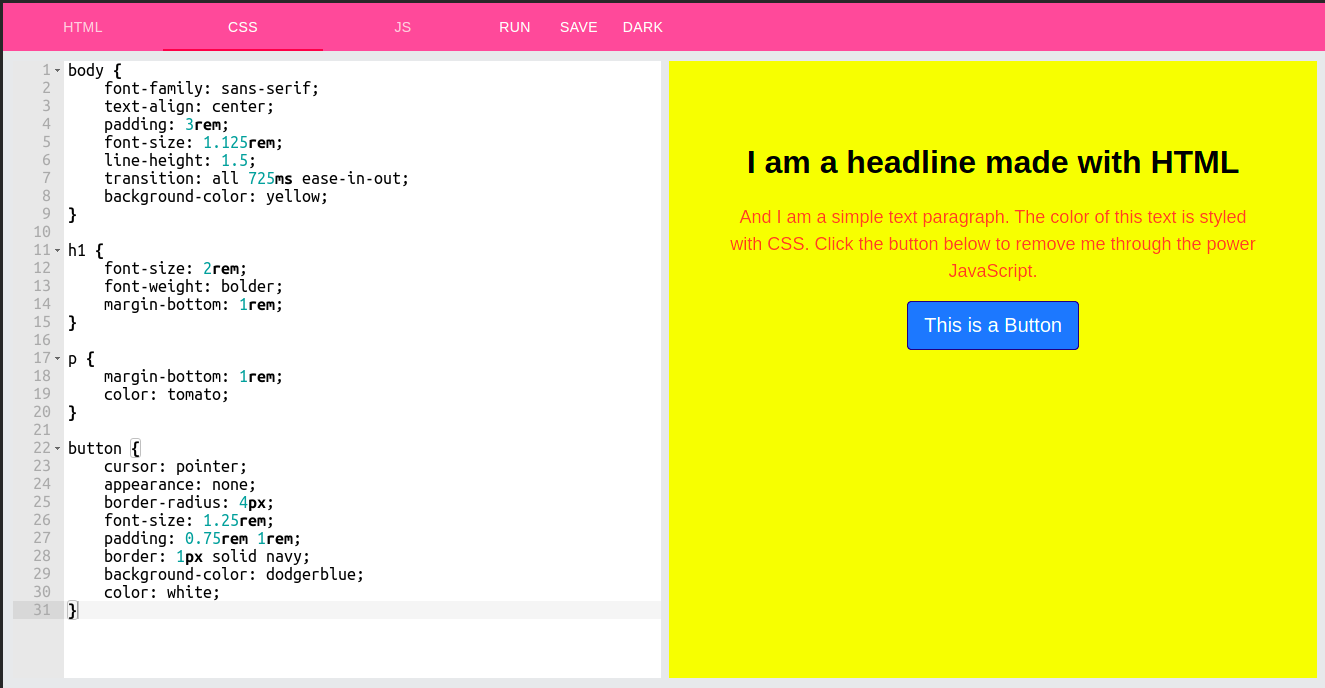 HTML CSS JS RUN SAVE DARK
1 body {
2 font-family: sans-serif;
3 text-align: center;
4 padding: 3rem;
5 font-size: 1.125rem;
6 line-height: 1.5;
7 transition: all 725ms ease-in-out;
8 background-color: yellow;
9 }
10
11 h1 {
12 font-size: 2rem;
13 font-weight: bolder;
14 margin-bottom: 1rem;
15 }
16
17 p {
18 margin-bottom: 1rem;
19 color: tomato;
20 }
21
22 button {
23 cursor: pointer;
24 appearance: none;
25 border-radius: 4px;
26 font-size: 1.25rem;
27 padding: 0.75rem 1rem;
28 border: 1px solid navy;
29 background-color: dodgerblue;
30 color: white;
31 }
I am a headline made with HTML
And I am a simple text paragraph. The color of this text is styled
with CSS. Click the button below to remove me through the power
JavaScript.
This is a Button